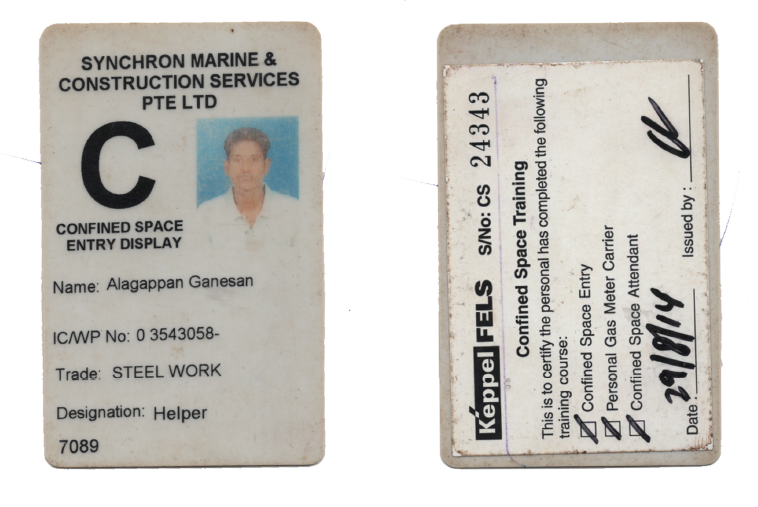 SYNCHRON MARINE &
CONSTRUCTION SERVICES
PTE LTD
C
CONFINED SPACE
ENTRY DISPLAY
Name: Alagappan Ganesan
IC/WP No: 0 3543058-
Trade: STEEL WORK
Designation: Helper
7089
Keppel FELS S/No: CS 24343
Confined Space Training
This is to certify the personal has completed the following
training course:
Confined Space Entry
Personal Gas Meter Carrier
Confined Space Attendant
Date: 29/8/14 Issued by :